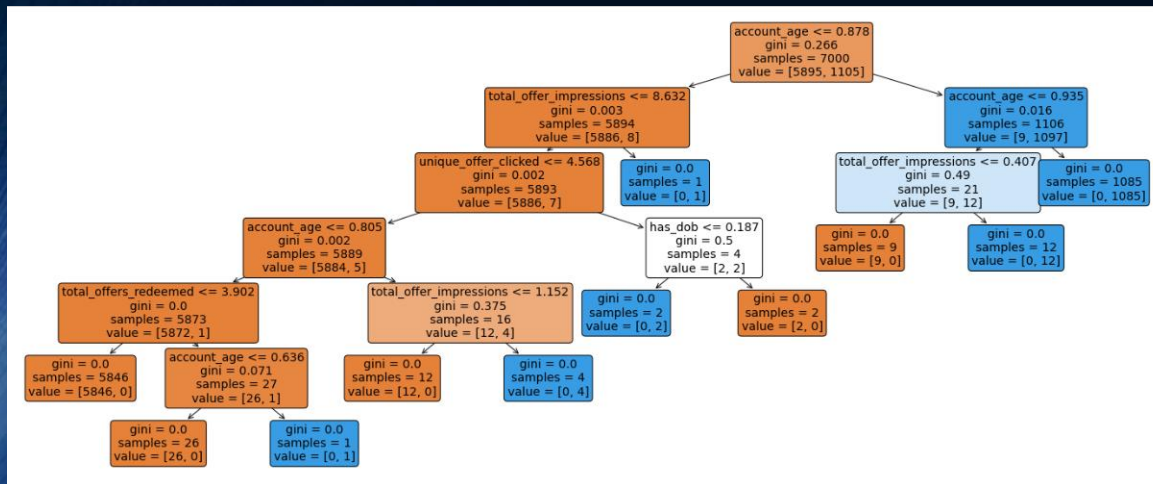 account_age <= 0.878
gini = 0.266
samples = 7000
value = [5895, 1105]
total_offer_impressions <= 8.632
gini = 0.003
samples = 5894
value = [5886, 8]
account_age <= 0.935
gini = 0.016
samples = 1106
value = [9, 1097]
unique_offer_clicked <= 4.568
gini = 0.002
samples = 5893
value = [5886, 7]
gini = 0.0
samples = 1
value = [0, 1]
total_offer_impressions <= 0.407
gini = 0.49
samples = 21
value = [9, 12]
gini = 0.0
samples = 1085
value = [0, 1085]
account_age <= 0.805
gini = 0.002
samples = 5889
value = [5884, 5]
has_dob <= 0.187
gini = 0.5
samples = 4
value = [2, 2]
gini = 0.0
samples = 9
value = [9, 0]
gini = 0.0
samples = 12
value = [0, 12]
total_offers_redeemed <= 3.902
gini = 0.0
samples = 5873
value = [5872, 1]
total_offer_impressions <= 1.152
gini = 0.375
samples = 16
value = [12, 4]
gini = 0.0
samples = 2
value = [0, 2]
gini = 0.0
samples = 2
value = [2, 0]
gini = 0.0
samples = 5846
value = [5846, 0]
account_age <= 0.636
gini = 0.071
samples = 27
value = [26, 1]
gini = 0.0
samples = 12
value = [12, 0]
gini = 0.0
samples = 4
value = [0, 4]
gini = 0.0
samples = 26
value = [26, 0]
gini = 0.0
samples = 1
value = [0, 1]